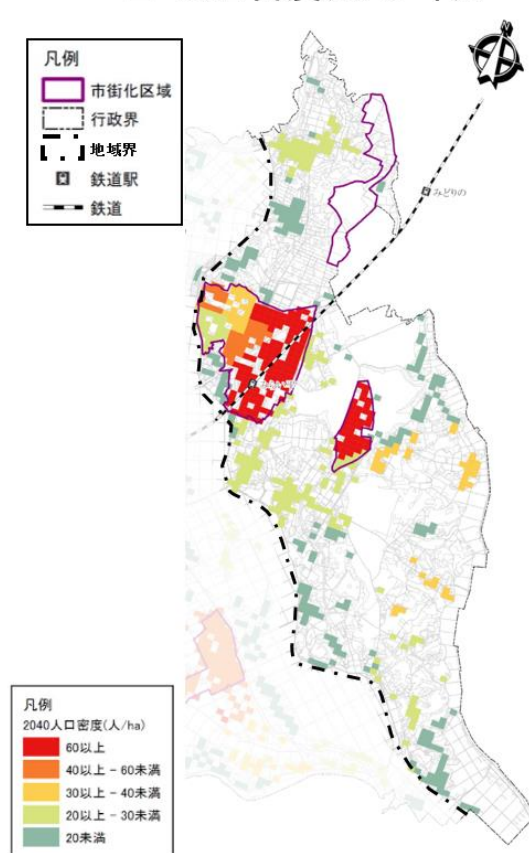 凡例
市街化区域
行政界
地域界
鉄道駅
鉄道
みどりの
凡例
2040人口密度(人/ha)
60以上
40以上 - 60未満
30以上 - 40未満
20以上 - 30未満
20未満